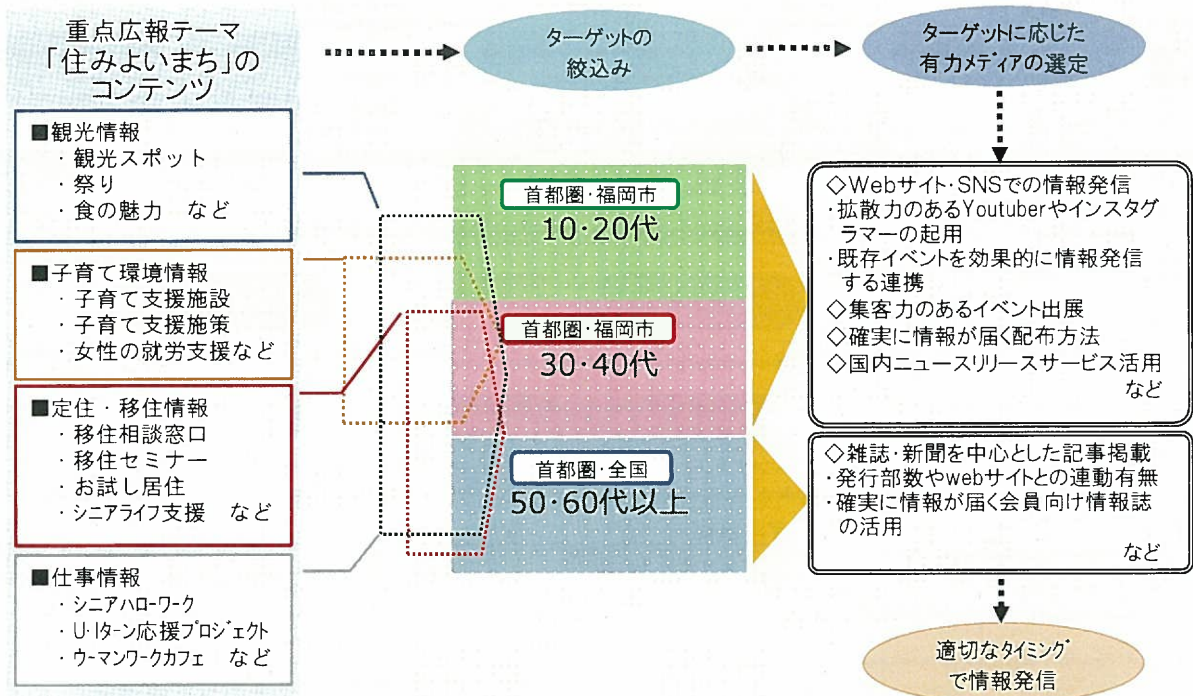 重点広報テーマ
「住みよいまち」の
コンテンツ
ターゲットの
絞込み
ターゲットに応じた
有力メディアの選定
■観光情報
・観光スポット
・祭り
・食の魅力 など
■子育て環境情報
・子育て支援施設
・子育て支援施策
・女性の就労支援など
■定住・移住情報
・移住相談窓口
・移住セミナー
・お試し居住
・シニアライフ支援 など
■仕事情報
・シニアハローワーク
・U・Iターン応援プロジェクト
・ウーマンワークカフェ など
首都圏・福岡市
10・20代
首都圏・福岡市
30・40代
首都圏・全国
50・60代以上
◇Webサイト・SNSでの情報発信
・拡散力のあるYoutuberやインスタグ
ラマーの起用
・既存イベントを効果的に情報発信
する連携
◇集客力のあるイベント出展
◇確実に情報が届く配布方法
◇国内ニュースリリースサービス活用
など
◇雑誌・新聞を中心とした記事掲載
・発行部数やwebサイトとの連動有無
・確実に情報が届く会員向け情報誌
の活用
など
適切なタイミング
で情報発信